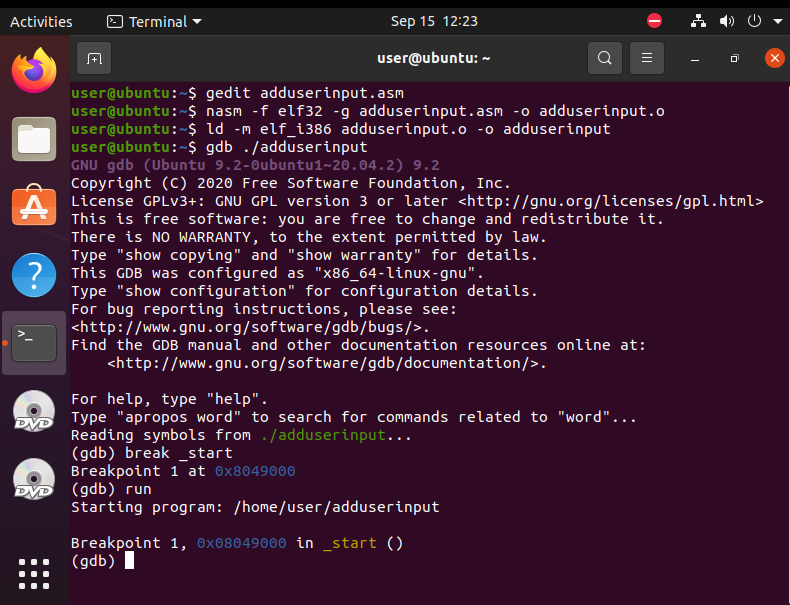 Activities
Terminal
Sep 15 12:23
user@ubuntu: ~
user@ubuntu:~$ gedit adduserinput.asm
user@ubuntu:~$ nasm -f elf32 -g adduserinput.asm -o adduserinput.o
user@ubuntu:~$ ld -m elf_i386 adduserinput.o -o adduserinput
user@ubuntu:~$ gdb ./adduserinput
GNU gdb (Ubuntu 9.2-0ubuntu1~20.04.2) 9.2
Copyright (C) 2020 Free Software Foundation, Inc.
License GPLv3+: GNU GPL version 3 or later <http://gnu.org/licenses/gpl.html>
This is free software: you are free to change and redistribute it.
There is NO WARRANTY, to the extent permitted by law.
Type "show copying" and "show warranty" for details.
This GDB was configured as "x86_64-linux-gnu".
Type "show configuration" for configuration details.
For bug reporting instructions, please see:
<http://www.gnu.org/software/gdb/bugs/>.
Find the GDB manual and other documentation resources online at:
    <http://www.gnu.org/software/gdb/documentation/>.

For help, type "help".
Type "apropos word" to search for commands related to "word"...
Reading symbols from ./adduserinput...
(gdb) break _start
Breakpoint 1 at 0x8049000
(gdb) run
Starting program: /home/user/adduserinput

Breakpoint 1, 0x08049000 in _start ()
(gdb)
>_
?
DVD
DVD